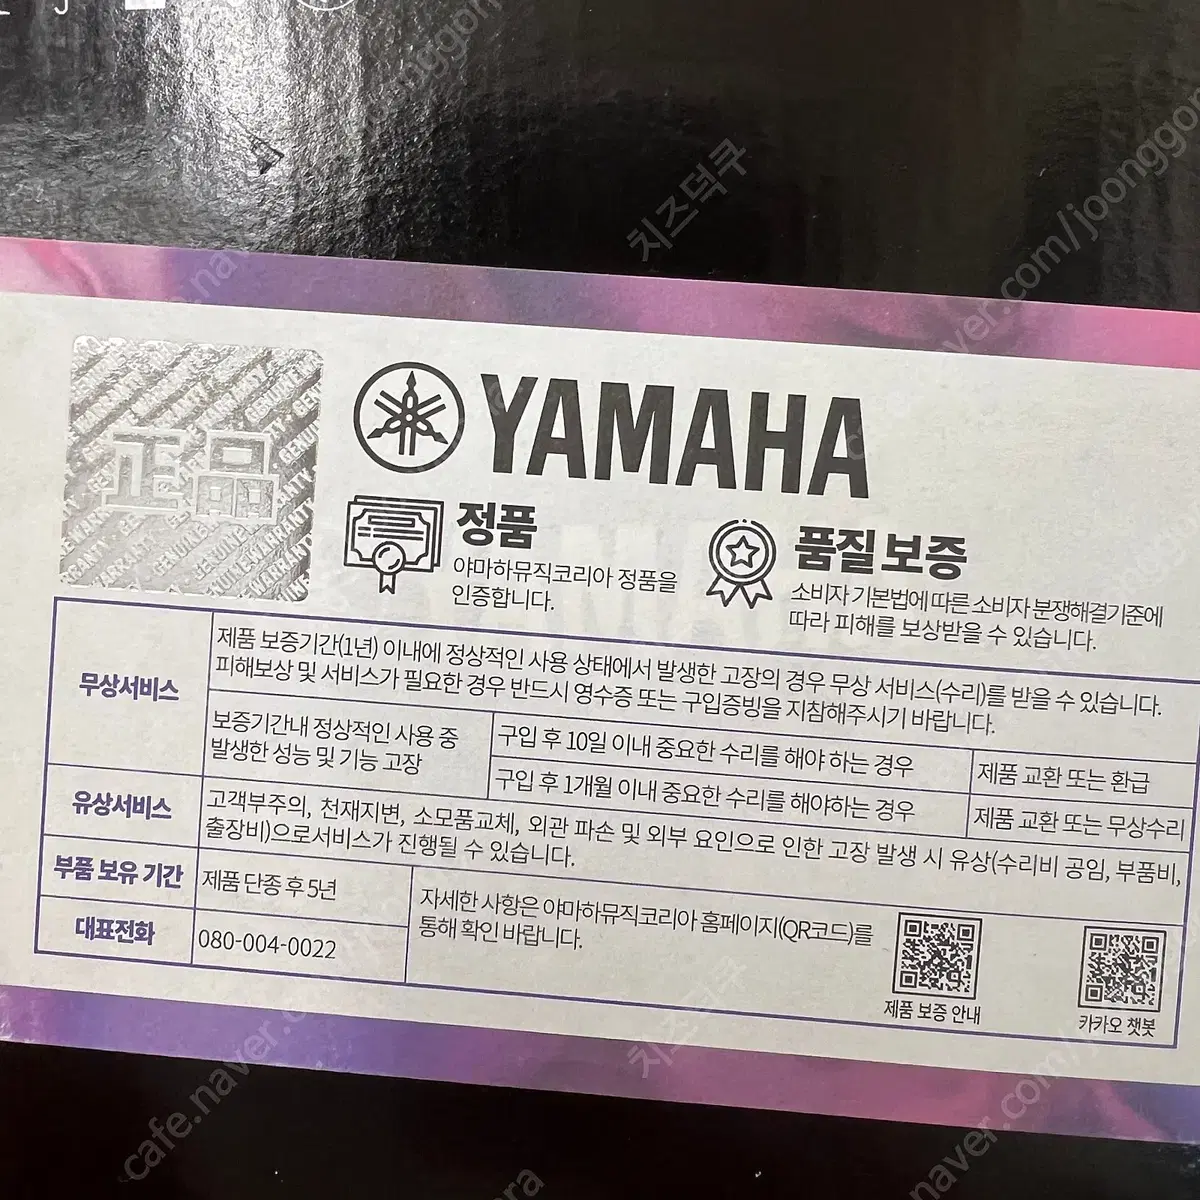 正品
GENUINE WARRANTY
YAMAHA
정품
야마하뮤직코리아 정품을
인증합니다.
품질 보증
소비자 기본법에 따른 소비자 분쟁해결기준에
따라 피해를 보상받을 수 있습니다.
무상서비스
제품 보증기간(1년) 이내에 정상적인 사용 상태에서 발생한 고장의 경우 무상 서비스(수리)를 받을 수 있습니다.
피해보상 및 서비스가 필요한 경우 반드시 영수증 또는 구입증빙을 지참해주시기 바랍니다.
보증기간내 정상적인 사용 중
발생한 성능 및 기능 고장
구입 후 10일 이내 중요한 수리를 해야 하는 경우
제품 교환 또는 환급
구입 후 1개월 이내 중요한 수리를 해야하는 경우
제품 교환 또는 무상수리
유상서비스
고객부주의, 천재지변, 소모품교체, 외관 파손 및 외부 요인으로 인한 고장 발생 시 유상(수리비 공임, 부품비,
출장비)으로서비스가 진행될 수 있습니다.
부품 보유 기간
제품 단종 후 5년
대표전화
080-004-0022
자세한 사항은 야마하뮤직코리아 홈페이지(QR코드)를
통해 확인 바랍니다.
제품 보증 안내
카카오 챗봇
치즈덕쿠
치즈덕쿠
cafe.naver.com/joonggonara